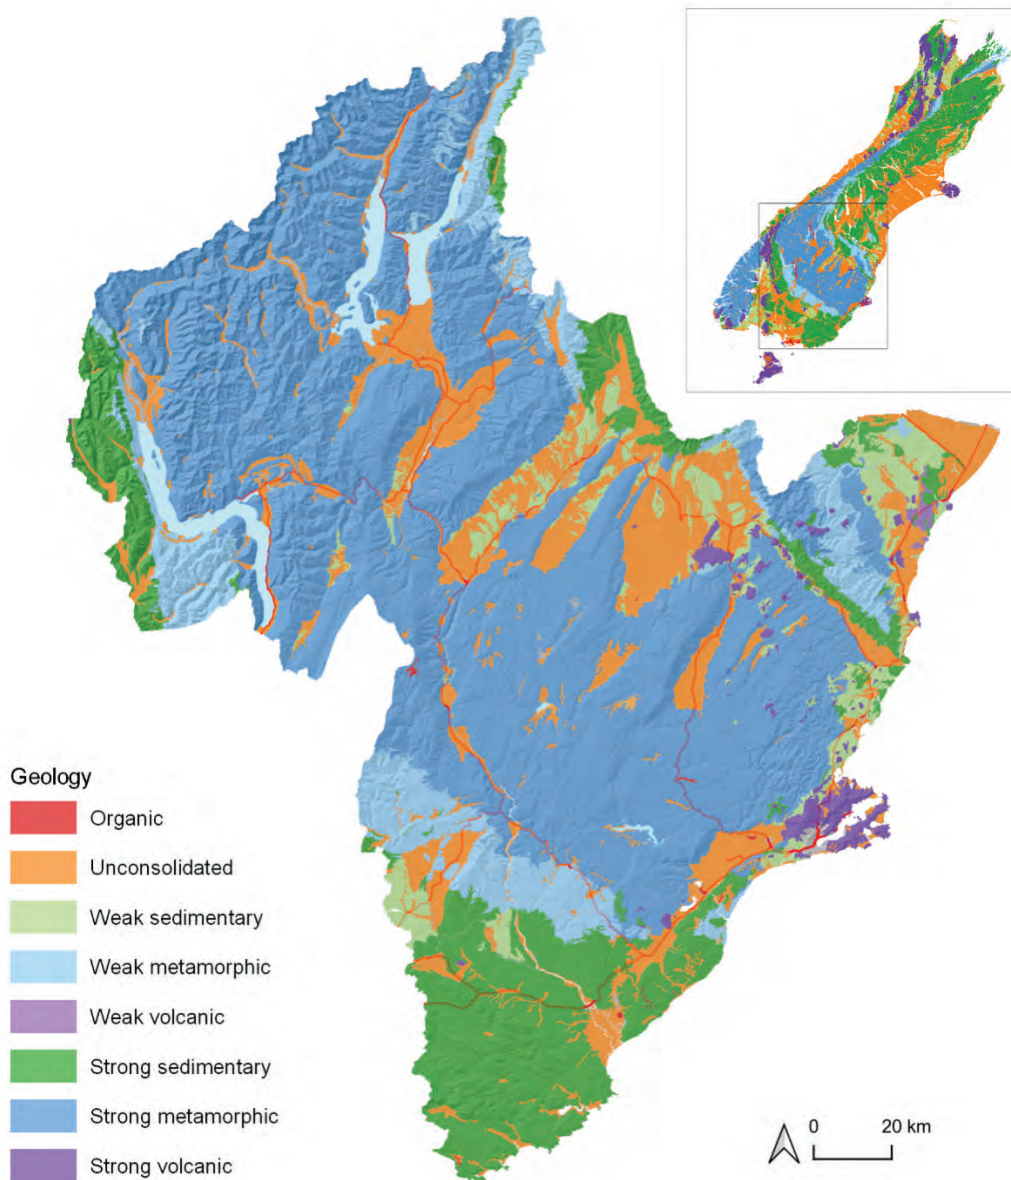 Geology
Organic
Unconsolidated
Weak sedimentary
Weak metamorphic
Weak volcanic
Strong sedimentary
Strong metamorphic
Strong volcanic
0 20 km